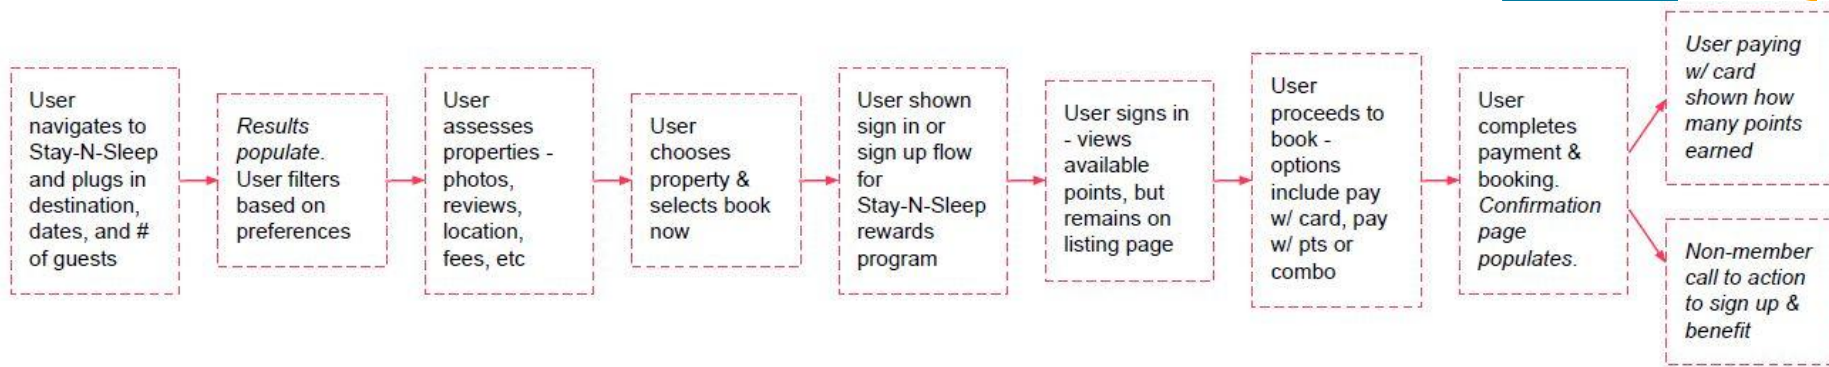 User
navigates to
Stay-N-Sleep
and plugs in
destination,
dates, and #
of guests
Results
populate.
User filters
based on
preferences
User
assesses
properties -
photos,
reviews,
location,
fees, etc
User
chooses
property &
selects book
now
User shown
sign in or
sign up flow
for
Stay-N-Sleep
rewards
program
User signs in
- views
available
points, but
remains on
listing page
User
proceeds to
book -
options
include pay
w/ card, pay
w/ pts or
combo
User
completes
payment &
booking.
Confirmation
page
populates.
User paying
w/ card
shown how
many points
earned
Non-member
call to action
to sign up &
benefit